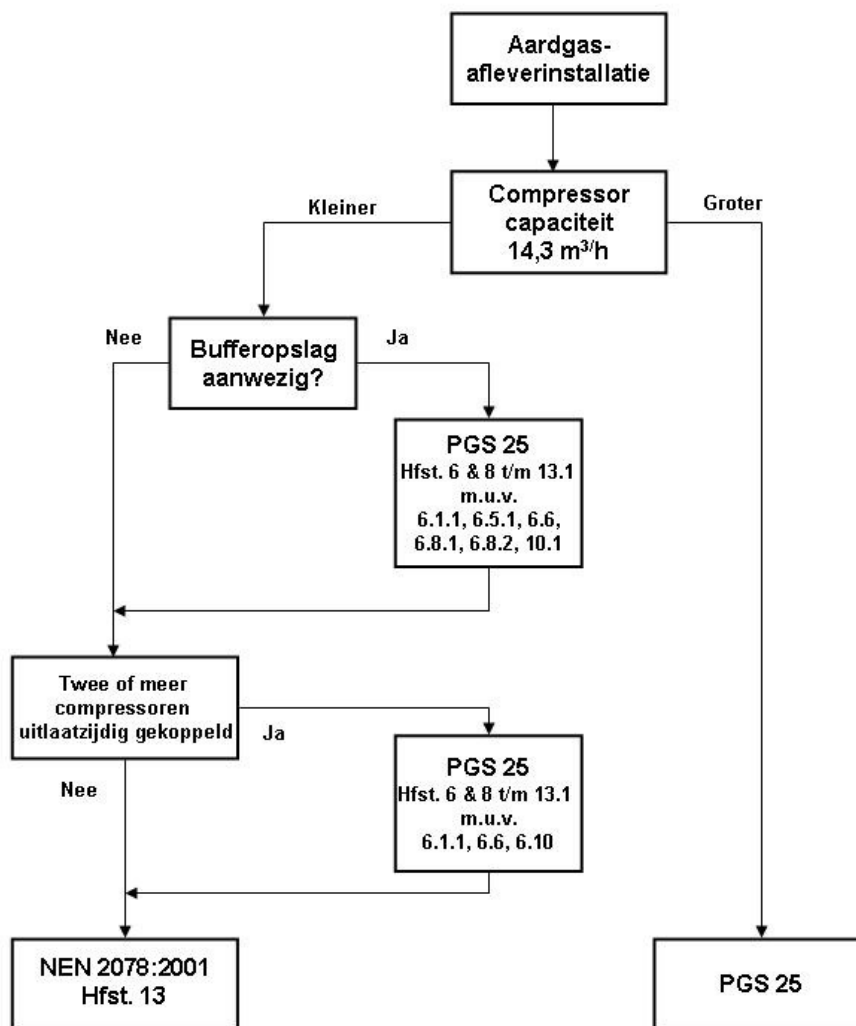 Aardgas-
afleverinstallatie
Compressor
capaciteit
14,3 m³/h
Kleiner
Groter
Bufferopslag
aanwezig?
Nee
Ja
PGS 25
Hfst. 6 & 8 t/m 13.1
m.u.v.
6.1.1, 6.5.1, 6.6,
6.8.1, 6.8.2, 10.1
Twee of meer
compressoren
uitlaatzijdig gekoppeld
Ja
Nee
PGS 25
Hfst. 6 & 8 t/m 13.1
m.u.v.
6.1.1, 6.6, 6.10
NEN 2078:2001
Hfst. 13
PGS 25